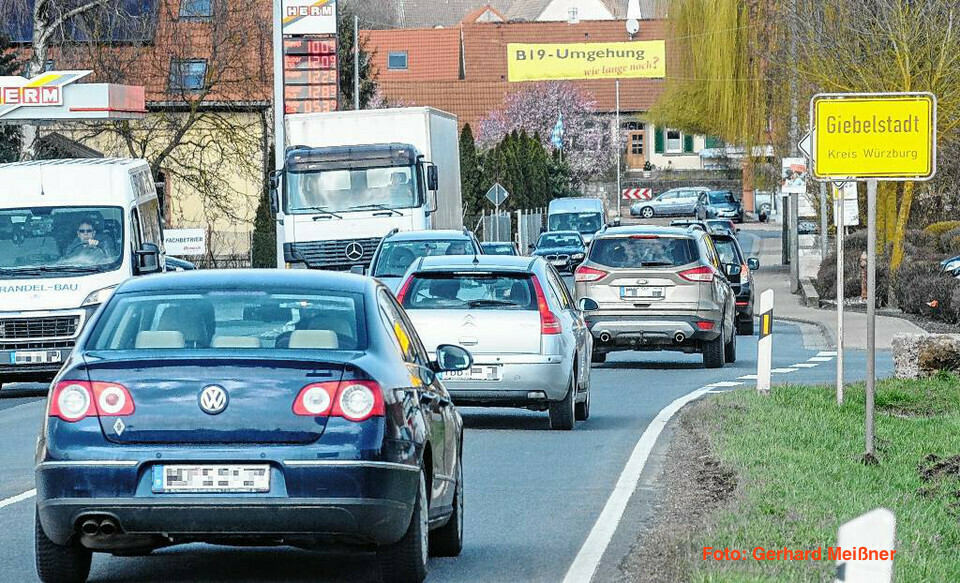 HERM
HERM
B19-Umgehung
wie lange noch?
Giebelstadt
Kreis Würzburg
FACHBETRIEB
RANDEL-BAU
Foto: Gerhard Meißner